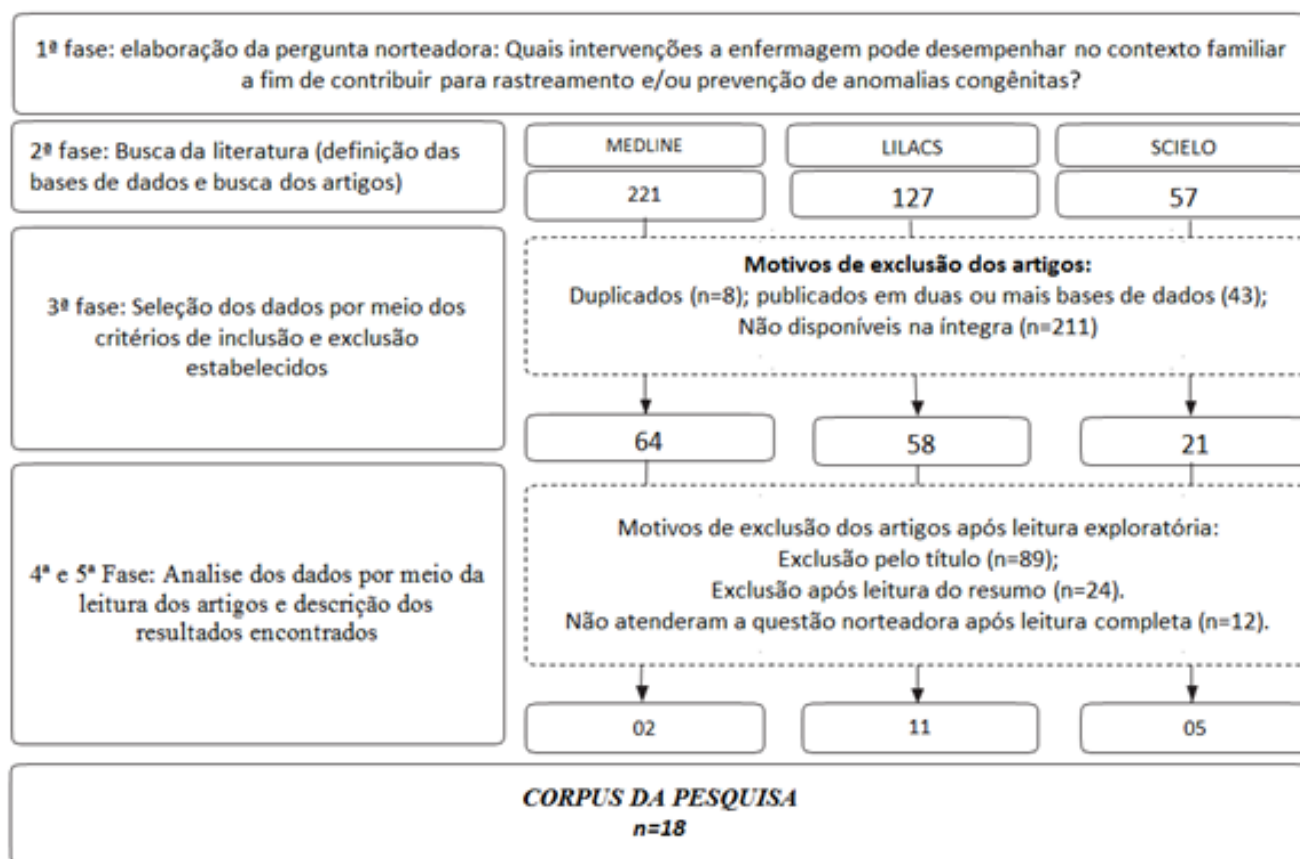 1ª fase: elaboração da pergunta norteadora: Quais intervenções a enfermagem pode desempenhar no contexto familiar
a fim de contribuir para rastreamento e/ou prevenção de anomalias congênitas?
2ª fase: Busca da literatura (definição das
bases de dados e busca dos artigos)
MEDLINE
LILACS
SCIELO
221
127
57
3ª fase: Seleção dos dados por meio dos
critérios de inclusão e exclusão
estabelecidos
Motivos de exclusão dos artigos:
Duplicados (n=8); publicados em duas ou mais bases de dados (43);
Não disponíveis na íntegra (n=211)
64
58
21
4ª e 5ª Fase: Analise dos dados por meio da
leitura dos artigos e descrição dos
resultados encontrados
Motivos de exclusão dos artigos após leitura exploratória:
Exclusão pelo título (n=89);
Exclusão após leitura do resumo (n=24).
Não atenderam a questão norteadora após leitura completa (n=12).
02
11
05
CORPUS DA PESQUISA
n=18